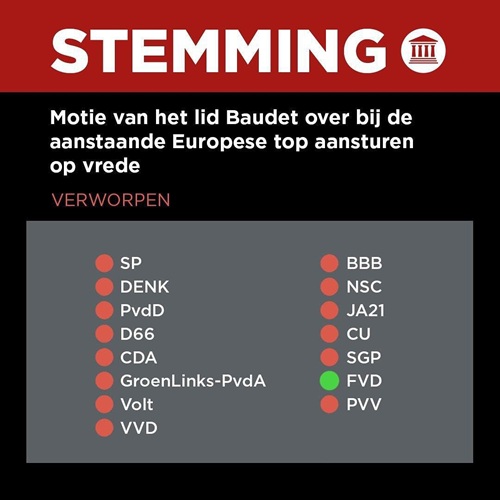 STEMMING
Motie van het lid Baudet over bij de
aanstaande Europese top aansturen
op vrede
VERWORPEN
SP
DENK
PvdD
D66
CDA
GroenLinks-PvdA
Volt
VVD
BBB
NSC
JA21
CU
SGP
FVD
PVV